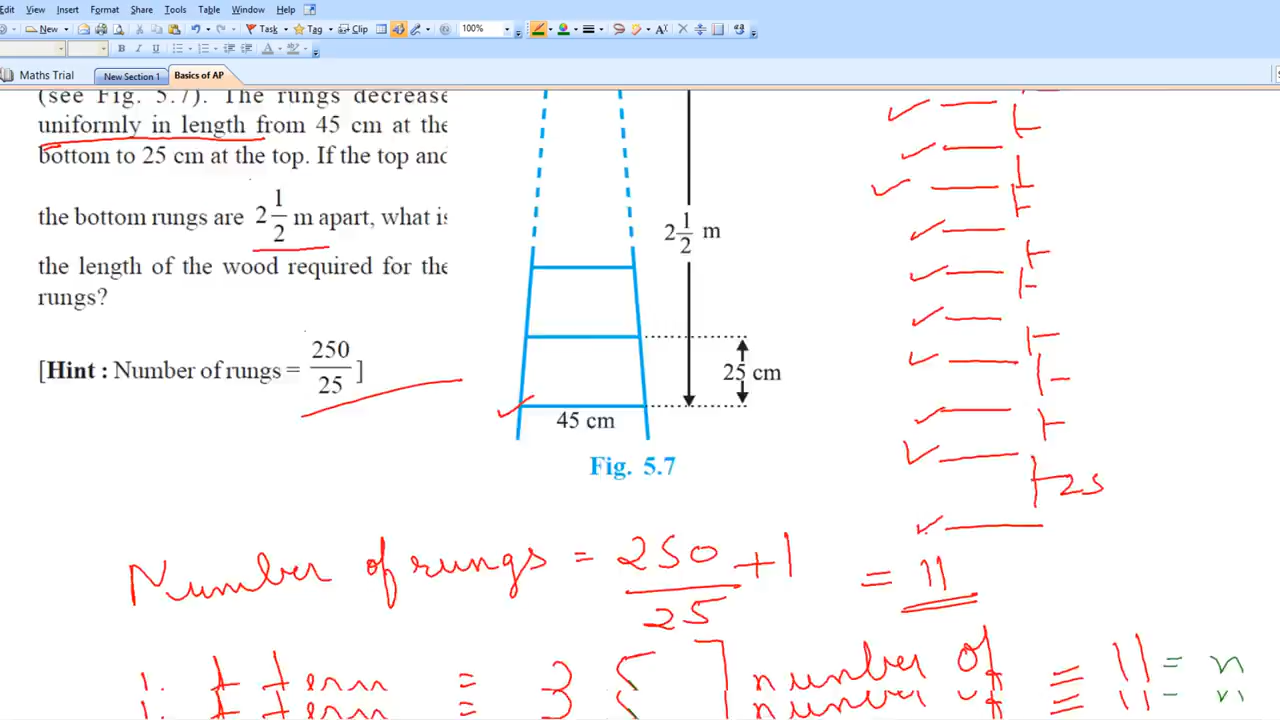 Edit View Insert Format Share Tools Table Window Help
New Task Tag Clip 100%
B I U
Maths Trial New Section 1 Basics of AP
(see Fig. 5.7). The rungs decrease
uniformly in length from 45 cm at the
bottom to 25 cm at the top. If the top and
the bottom rungs are 2 1/2 m apart, what is
the length of the wood required for the
rungs?
[Hint : Number of rungs = 250/25 ]
2 1/2 m
25 cm
45 cm
Fig. 5.7
25
Number of rungs = 250/25 + 1 = 11
term = number of = 11 = n